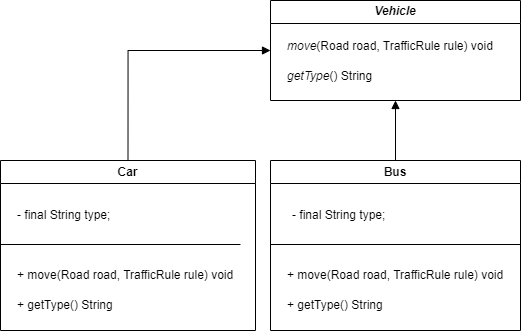 Vehicle
move(Road road, TrafficRule rule) void
getType() String
Car
- final String type;
+ move(Road road, TrafficRule rule) void
+ getType() String
Bus
- final String type;
+ move(Road road, TrafficRule rule) void
+ getType() String